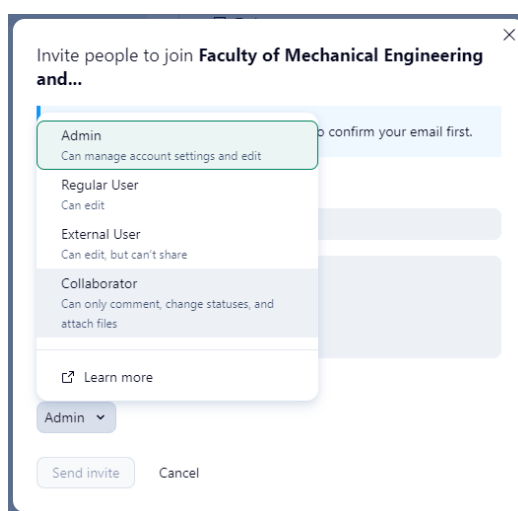 Invite people to join Faculty of Mechanical Engineering
and...
confirm your email first.
Admin
Can manage account settings and edit
Regular User
Can edit
External User
Can edit, but can't share
Collaborator
Can only comment, change statuses, and
attach files
Learn more
Admin
Send invite Cancel